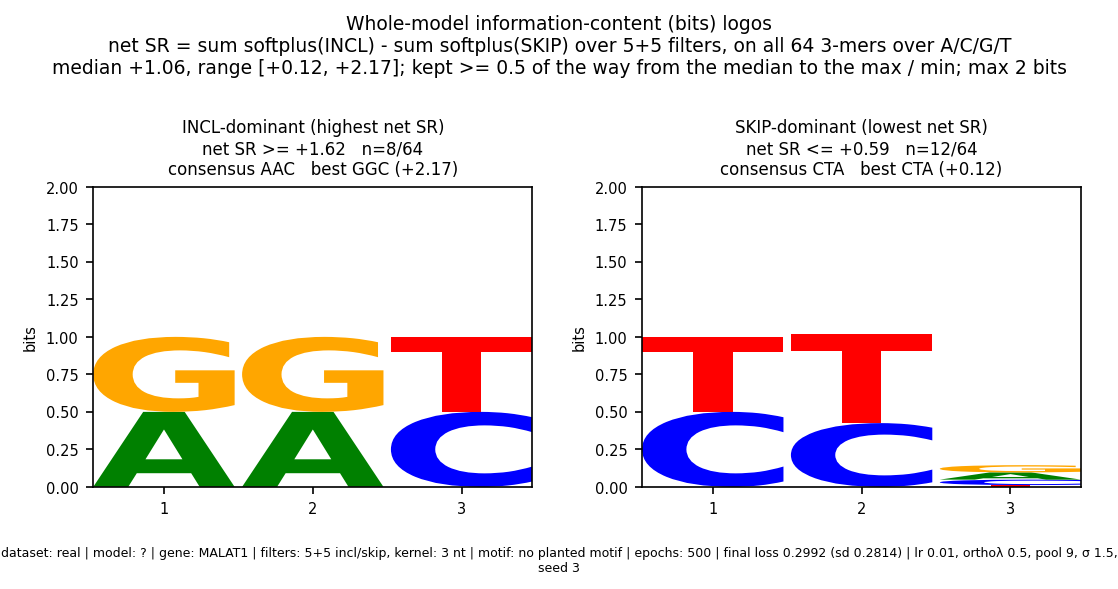 Whole-model information-content (bits) logos
net SR = sum softplus(INCL) - sum softplus(SKIP) over 5+5 filters, on all 64 3-mers over A/C/G/T
median +1.06, range [+0.12, +2.17]; kept >= 0.5 of the way from the median to the max / min; max 2 bits
INCL-dominant (highest net SR)
net SR >= +1.62 n=8/64
consensus AAC best GGC (+2.17)
2.00
1.75
1.50
1.25
1.00
0.75
0.50
0.25
0.00
bits
G G T
A A C
1 2 3
SKIP-dominant (lowest net SR)
net SR <= +0.59 n=12/64
consensus CTA best CTA (+0.12)
2.00
1.75
1.50
1.25
1.00
0.75
0.50
0.25
0.00
bits
T T G
C C A
C
1 2 3
dataset: real | model: ? | gene: MALAT1 | filters: 5+5 incl/skip, kernel: 3 nt | motif: no planted motif | epochs: 500 | final loss 0.2992 (sd 0.2814) | lr 0.01, orthoλ 0.5, pool 9, σ 1.5,
seed 3